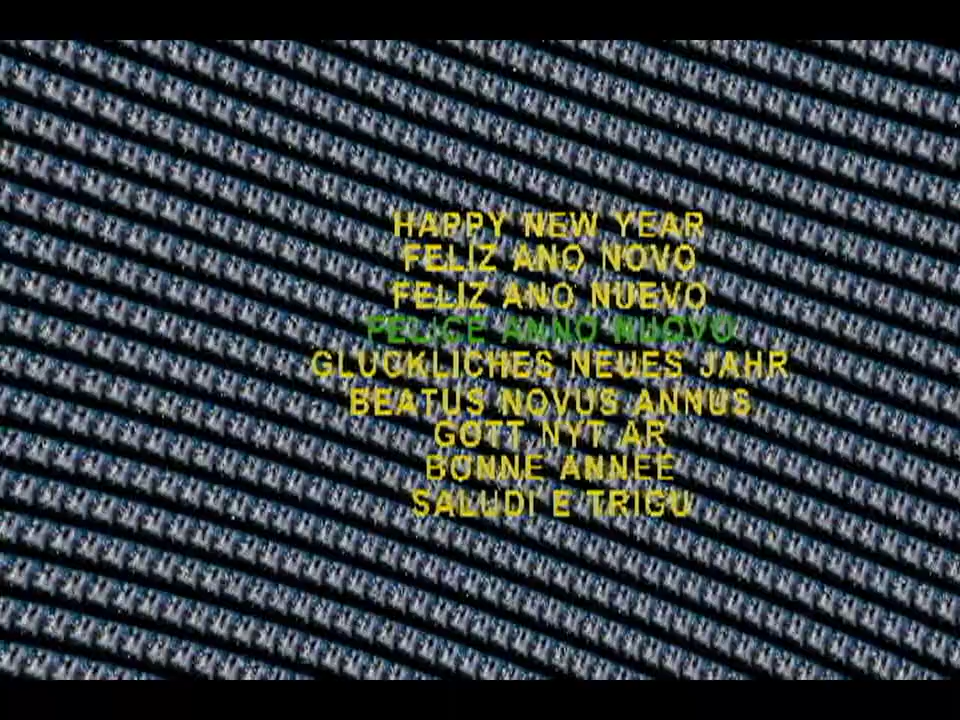 HAPPY NEW YEAR
FELIZ ANO NOVO
FELIZ ANO NUEVO
FELICE ANNO NUOVO
GLUCKLICHES NEUES JAHR
BEATUS NOVUS ANNUS
GOTT NYT AR
BONNE ANNEE
SALUDI E TRIGU